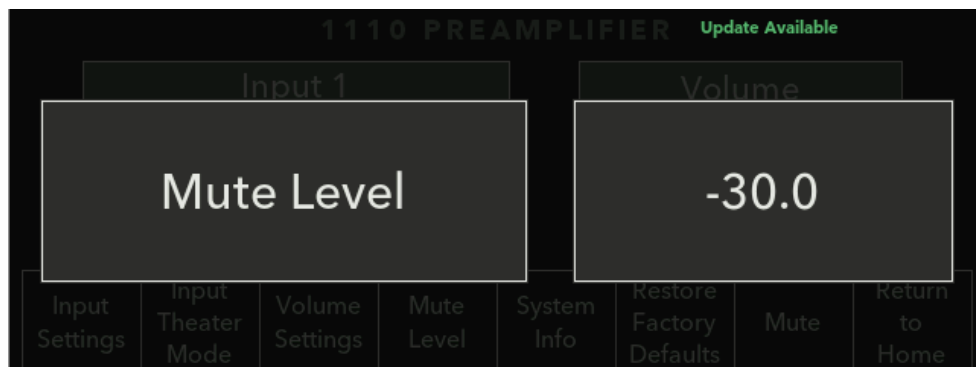 1110 PREAMPLIFIER
Update Available
Input 1
Volume
Mute Level
-30.0
Input
Settings
Input
Theater
Mode
Volume
Settings
Mute
Level
System
Info
Restore
Factory
Defaults
Mute
Return
to
Home